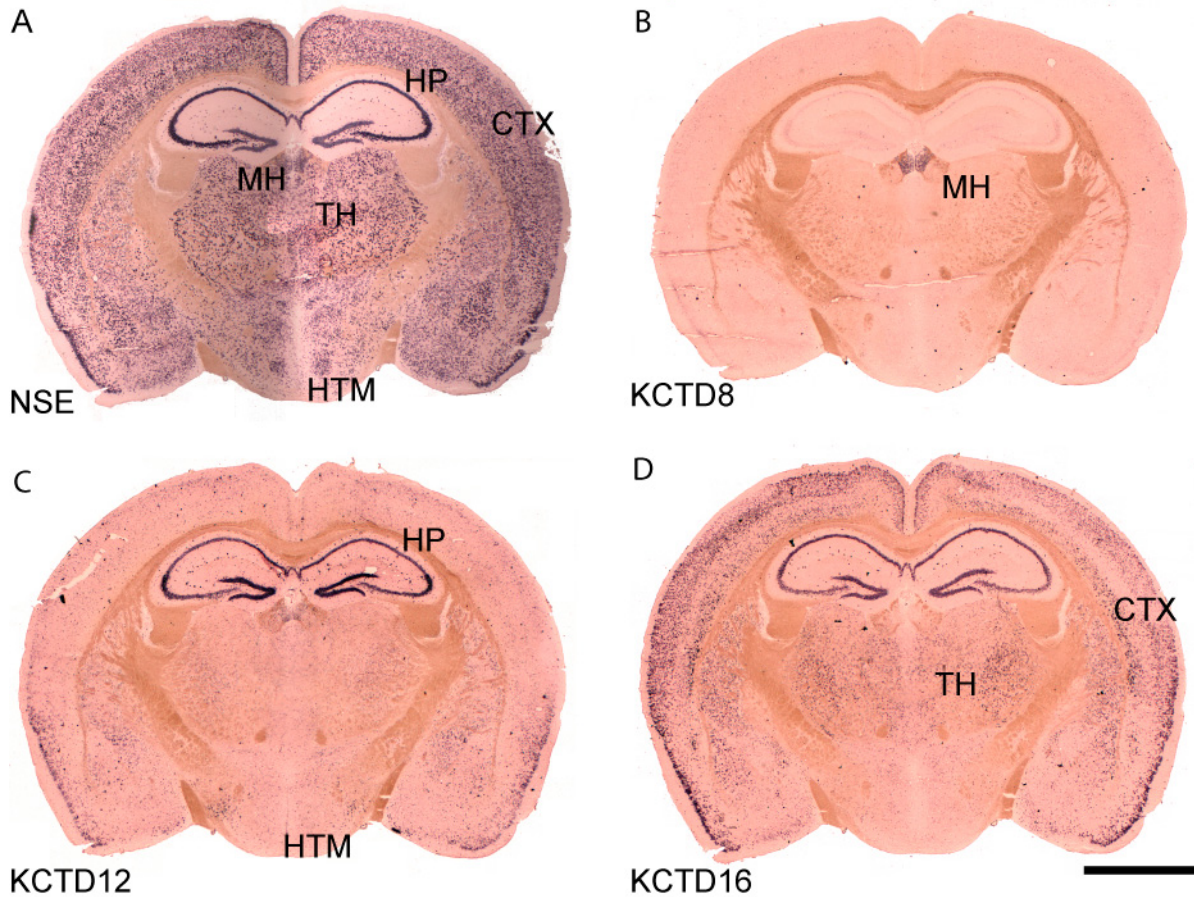 A
HP
CTX
MH
TH
HTM
NSE
B
MH
KCTD8
C
HP
HTM
KCTD12
D
CTX
TH
KCTD16